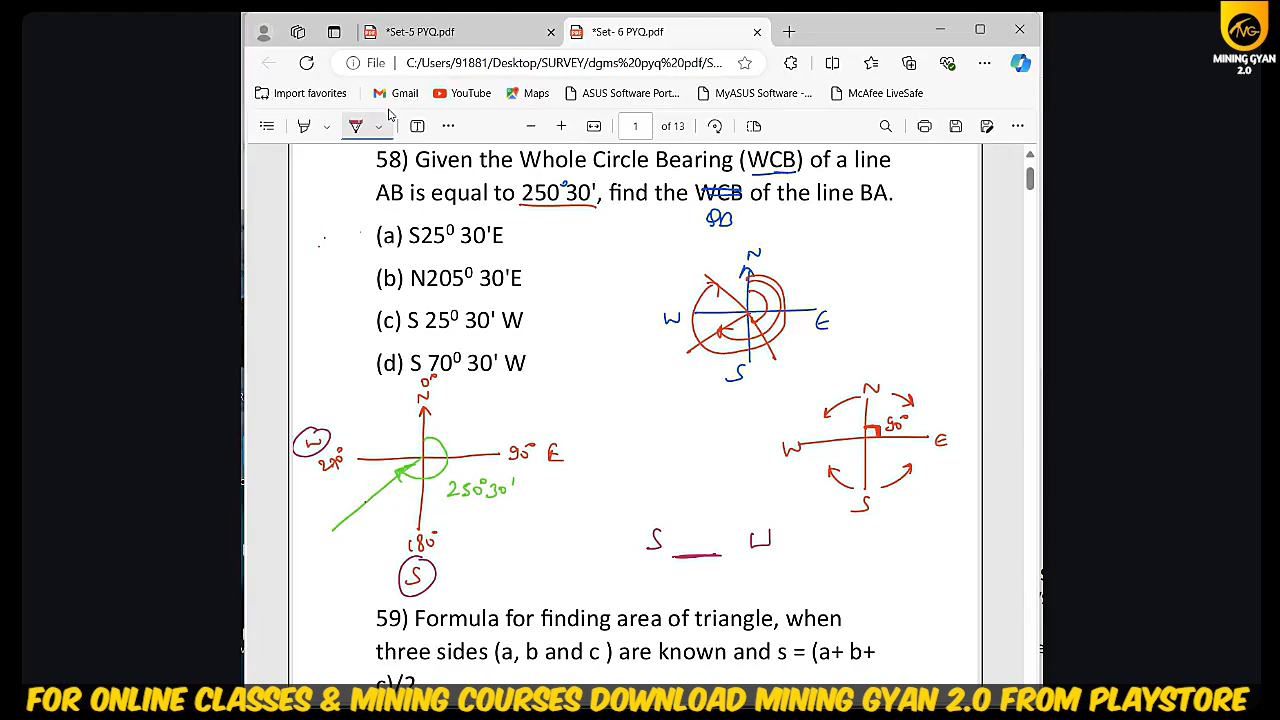 *Set-5 PYQ.pdf
*Set- 6 PYQ.pdf
File
C:/Users/91881/Desktop/SURVEY/dgms%20pyq%20pdf/S...
Import favorites
Gmail
YouTube
Maps
ASUS Software Port...
MyASUS - Software -...
McAfee LiveSafe
1 of 13
MINING GYAN
2.0
58) Given the Whole Circle Bearing (WCB) of a line
AB is equal to 250°30', find the WCB of the line BA.
QB
(a) S25⁰ 30'E
(b) N205⁰ 30'E
(c) S 25⁰ 30' W
(d) S 70⁰ 30' W
N
W
E
S
0°
N
W
270°
90° E
250°30'
180°
S
N
90°
W
E
S
S W
59) Formula for finding area of triangle, when
three sides (a, b and c ) are known and s = (a+ b+
c)/2
FOR ONLINE CLASSES & MINING COURSES DOWNLOAD MINING GYAN 2.0 FROM PLAYSTORE